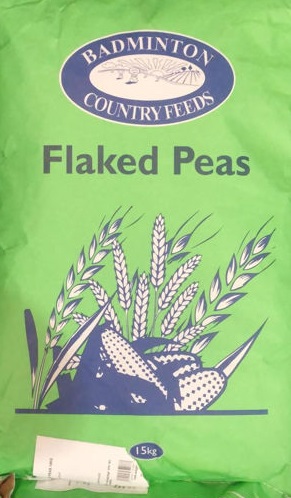 BADMINTON
COUNTRY FEEDS
Flaked Peas
15kg